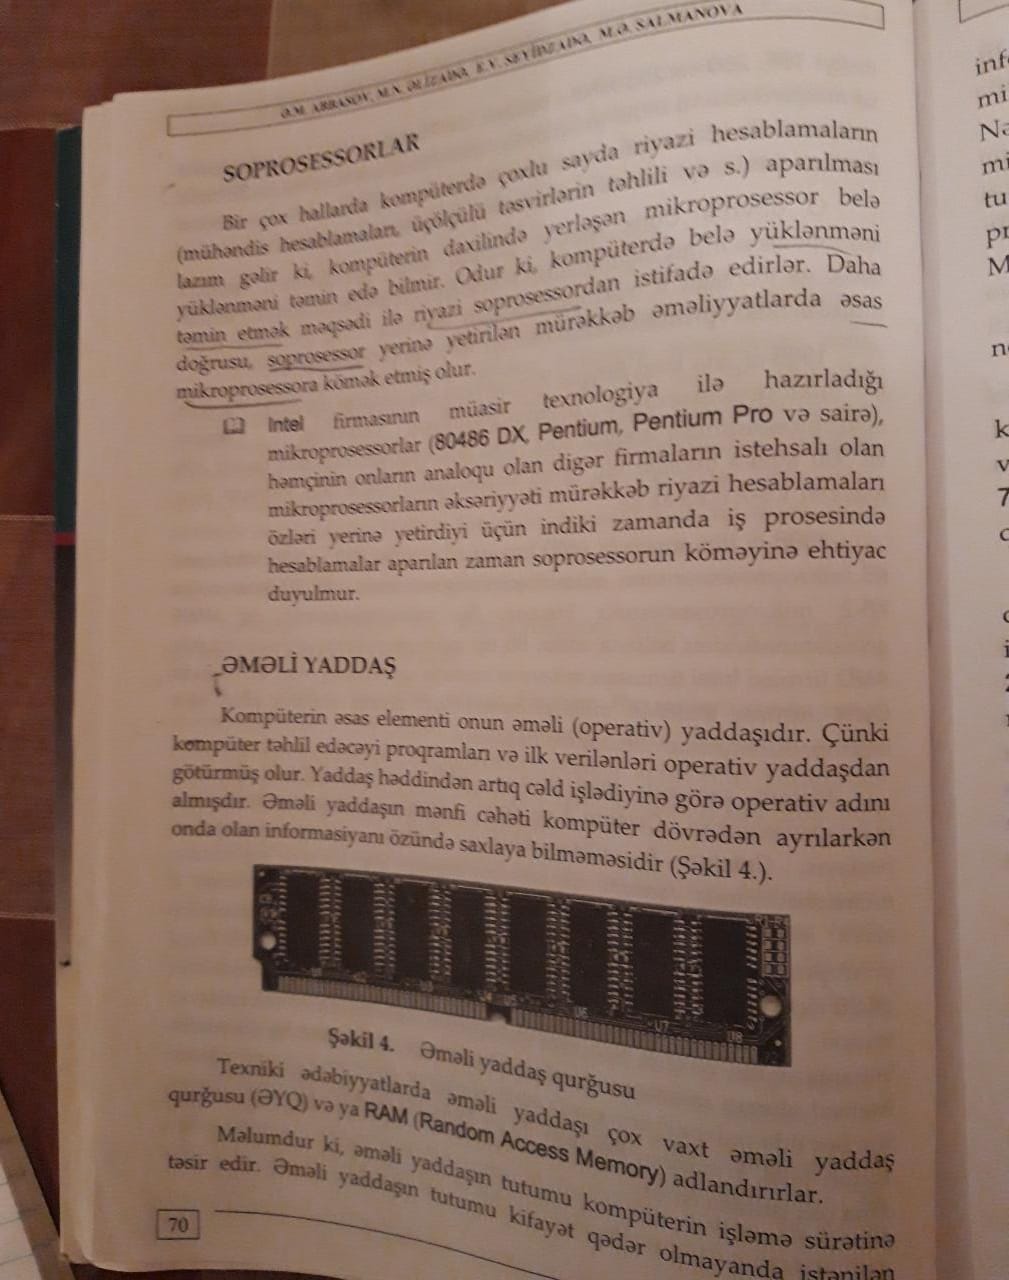 Ə.M. ABBASOV, M.N. ƏLİZADƏ, E.V. SEYİDZADƏ, M.Ə. SALMANOVA
SOPROSESSORLAR
Bir çox hallarda kompüterdə çoxlu sayda riyazi hesablamaların
(mühəndis hesablamaları, üçölçülü təsvirlərin təhlili və s.) aparılması
lazım gəlir ki, kompüterin daxilində yerləşən mikroprosessor belə
yüklənməni təmin edə bilmir. Odur ki, kompüterdə belə yüklənməni
təmin etmək məqsədi ilə riyazi soprosessordan istifadə edirlər. Daha
doğrusu, soprosessor yerinə yetirilən mürəkkəb əməliyyatlarda əsas
mikroprosessora kömək etmiş olur.
Intel firmasının müasir texnologiya ilə hazırladığı
mikroprosessorlar (80486 DX, Pentium, Pentium Pro və sairə),
həmçinin onların analoqu olan digər firmaların istehsalı olan
mikroprosessorların əksəriyyəti mürəkkəb riyazi hesablamaları
özləri yerinə yetirdiyi üçün indiki zamanda iş prosesində
hesablamalar aparılan zaman soprosessorun köməyinə ehtiyac
duyulmur.
ƏMƏLİ YADDAŞ
Kompüterin əsas elementi onun əməli (operativ) yaddaşıdır. Çünki
kompüter təhlil edəcəyi proqramları və ilk verilənləri operativ yaddaşdan
götürmüş olur. Yaddaş həddindən artıq cəld işlədiyinə görə operativ adını
almışdır. Əməli yaddaşın mənfi cəhəti kompüter dövrədən ayrılarkən
onda olan informasiyanı özündə saxlaya bilməməsidir (Şəkil 4.).
U6 U7 U8
Şəkil 4. Əməli yaddaş qurğusu
Texniki ədəbiyyatlarda əməli yaddaşı çox vaxt əməli yaddaş
qurğusu (ƏYQ) və ya RAM (Random Access Memory) adlandırırlar.
Məlumdur ki, əməli yaddaşın tutumu kompüterin işləmə sürətinə
təsir edir. Əməli yaddaşın tutumu kifayət qədər olmayanda istənilən
70